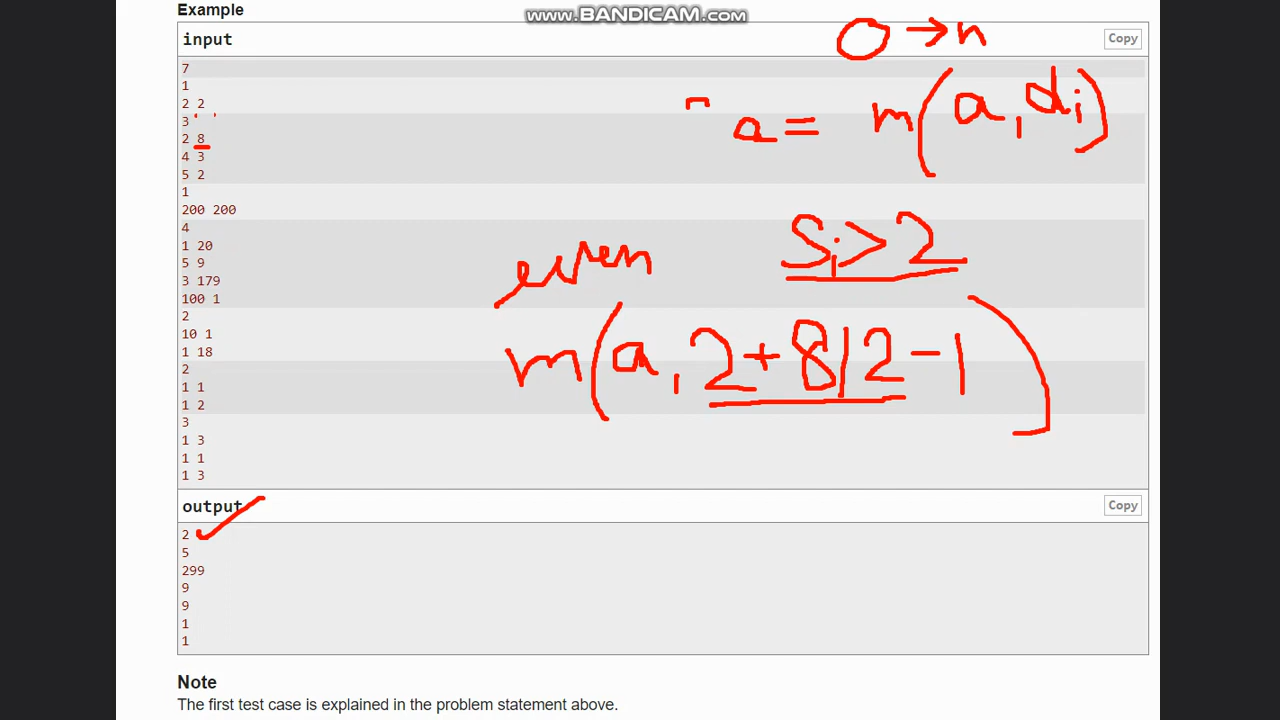 Example
www.BANDICAM.com
input
Copy
7
1
2 2
3
2 8
4 3
5 2
1
200 200
4
1 20
5 9
3 179
100 1
2
10 1
1 18
2
1 1
1 2
3
1 3
1 1
1 3
0 → n
a = m(a, di)
Si > 2
even
m(a, 2 + 8/2 - 1)
output
Copy
2
5
299
9
9
1
1
Note
The first test case is explained in the problem statement above.